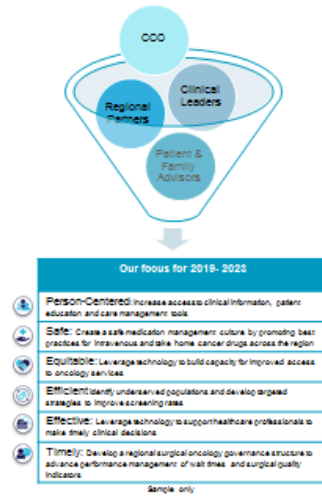 CCO
Clinical
Leaders
Regional
Partners
Patient &
Family
Advisors
Our focus for 2019- 2023
Person-Centered: Increase access to clinical information, patient
education and care management tools
Safe: Create a safe medication management culture by promoting best
practices for intravenous and take home cancer drugs across the region
Equitable: Leverage technology to build capacity for improved access
to oncology services
Efficient Identify underserved populations and develop targeted
strategies to improve screening rates
Effective: Leverage technology to support healthcare professionals to
make timely clinical decisions
Timely: Develop a regional surgical oncology governance structure to
advance performance management of wait times and surgical quality
indicators
Sample only